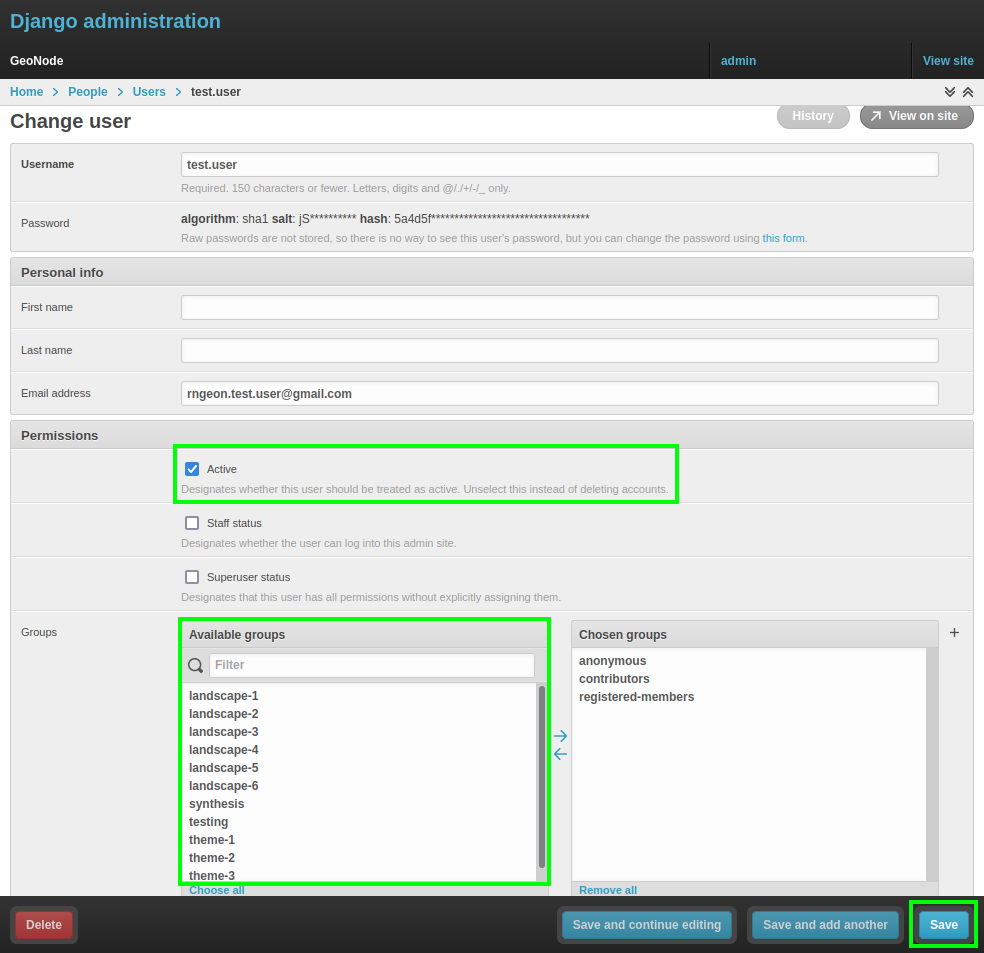 Django administration
GeoNode
admin
View site
Home > People > Users > test.user
Change user
History
View on site
Username
test.user
Required. 150 characters or fewer. Letters, digits and @/./+/-/_ only.
Password
algorithm: sha1 salt: jS********** hash: 5a4d5f**********************************
Raw passwords are not stored, so there is no way to see this user's password, but you can change the password using this form.
Personal info
First name
Last name
Email address
rngeon.test.user@gmail.com
Permissions
Active
Designates whether this user should be treated as active. Unselect this instead of deleting accounts.
Staff status
Designates whether the user can log into this admin site.
Superuser status
Designates that this user has all permissions without explicitly assigning them.
Groups
Available groups
Filter
landscape-1
landscape-2
landscape-3
landscape-4
landscape-5
landscape-6
synthesis
testing
theme-1
theme-2
theme-3
Choose all
Chosen groups
anonymous
contributors
registered-members
Remove all
Delete
Save and continue editing
Save and add another
Save